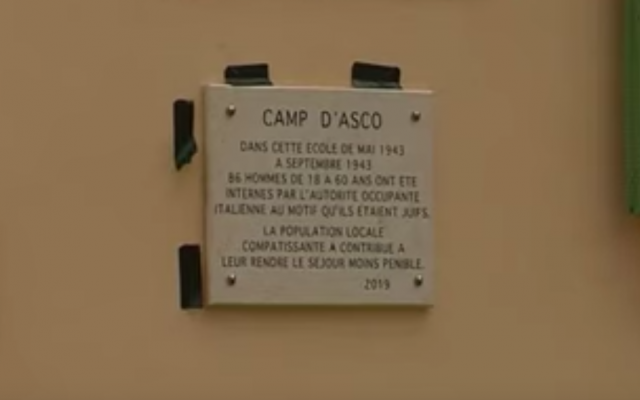 CAMP D'ASCO
DANS CETTE ECOLE DE MAI 1943
A SEPTEMBRE 1943
86 HOMMES DE 18 A 60 ANS ONT ETE
INTERNES PAR L'AUTORITE OCCUPANTE
ITALIENNE AU MOTIF QU'ILS ETAIENT JUIFS.
LA POPULATION LOCALE
COMPATISSANTE A CONTRIBUE A
LEUR RENDRE LE SEJOUR MOINS PENIBLE.
2019